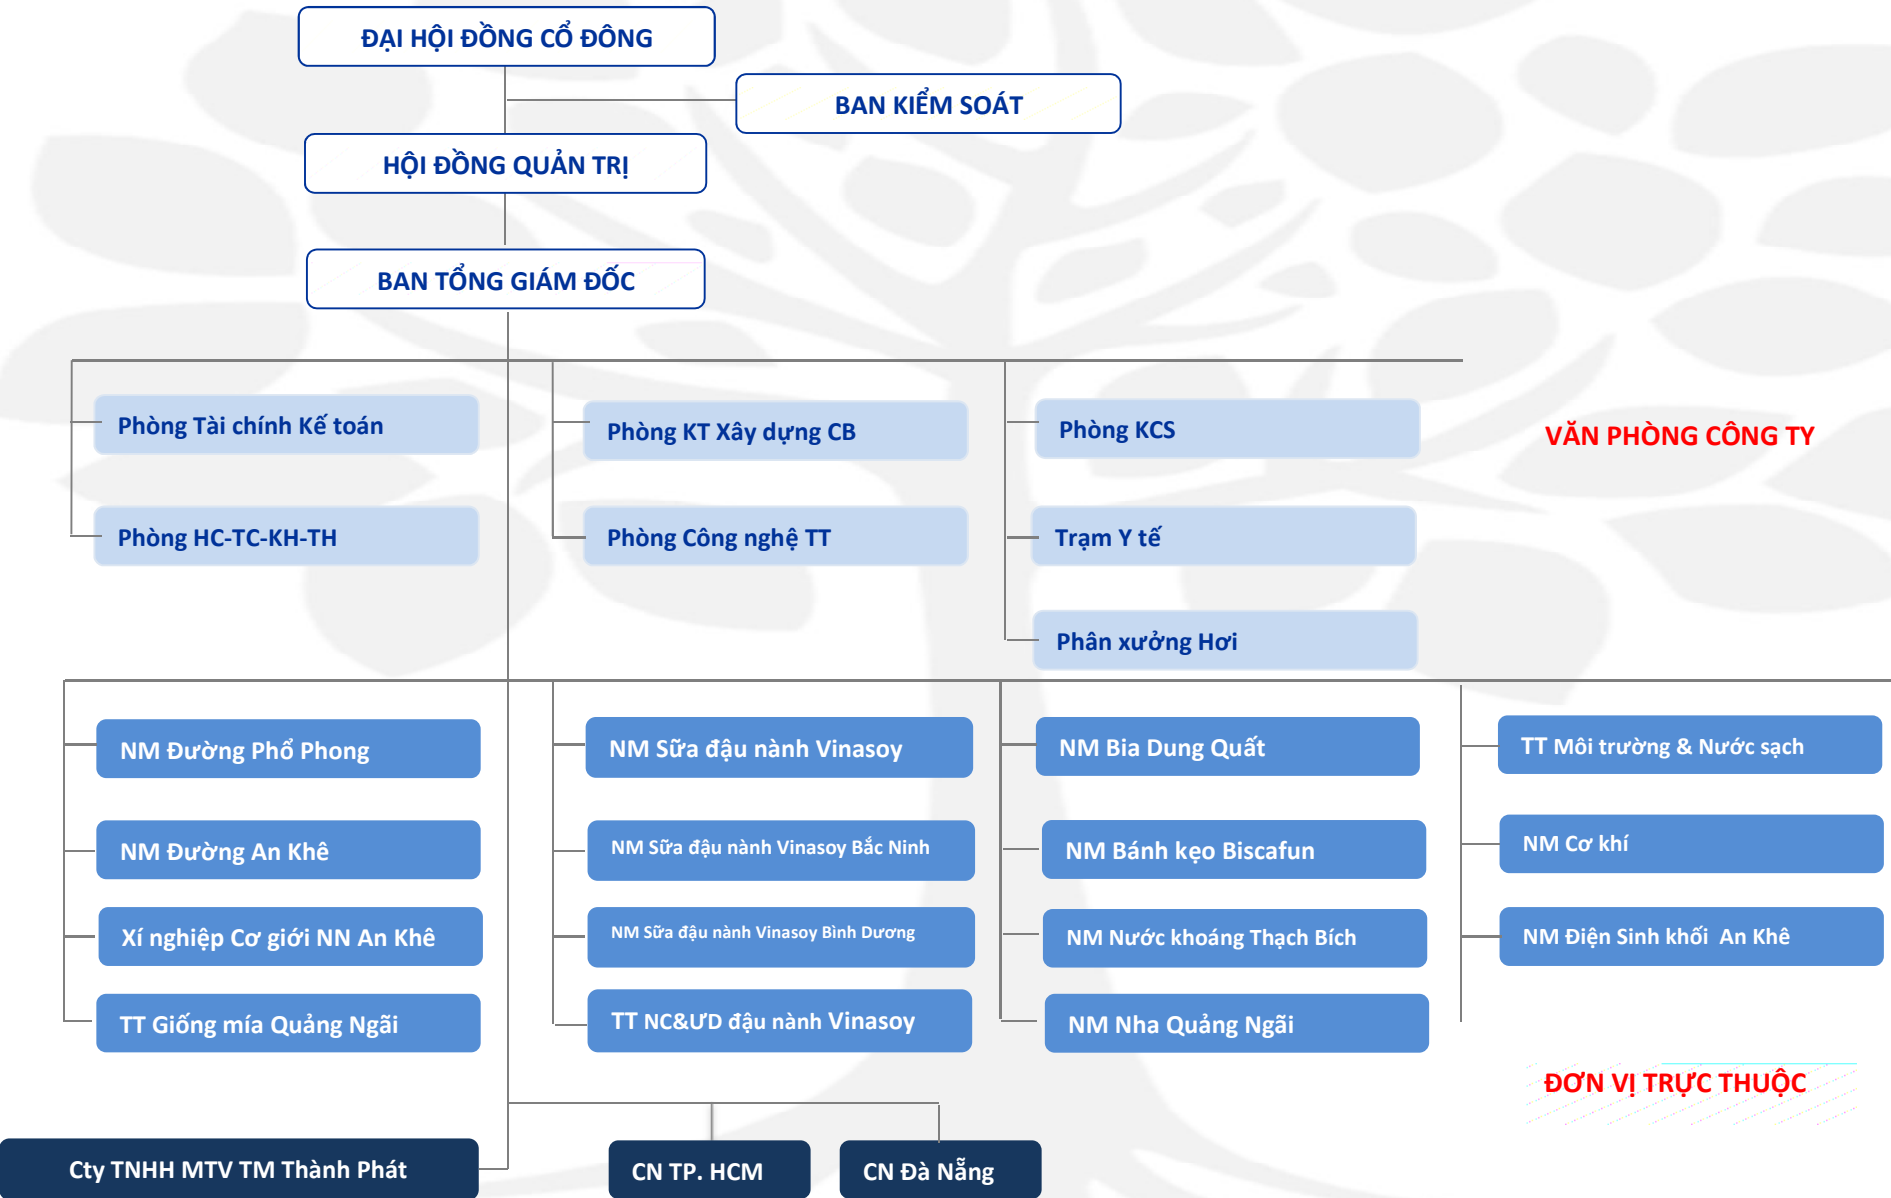 ĐẠI HỘI ĐỒNG CỔ ĐÔNG
BAN KIỂM SOÁT
HỘI ĐỒNG QUẢN TRỊ
BAN TỔNG GIÁM ĐỐC
Phòng Tài chính Kế toán
Phòng KT Xây dựng CB
Phòng KCS
VĂN PHÒNG CÔNG TY
Phòng HC-TC-KH-TH
Phòng Công nghệ TT
Trạm Y tế
Phân xưởng Hơi
NM Đường Phổ Phong
NM Sữa đậu nành Vinasoy
NM Bia Dung Quất
TT Môi trường & Nước sạch
NM Đường An Khê
NM Sữa đậu nành Vinasoy Bắc Ninh
NM Bánh kẹo Biscafun
NM Cơ khí
Xí nghiệp Cơ giới NN An Khê
NM Sữa đậu nành Vinasoy Bình Dương
NM Nước khoáng Thạch Bích
NM Điện Sinh khối An Khê
TT Giống mía Quảng Ngãi
TT NC&ƯD đậu nành Vinasoy
NM Nha Quảng Ngãi
ĐƠN VỊ TRỰC THUỘC
Cty TNHH MTV TM Thành Phát
CN TP. HCM
CN Đà Nẵng